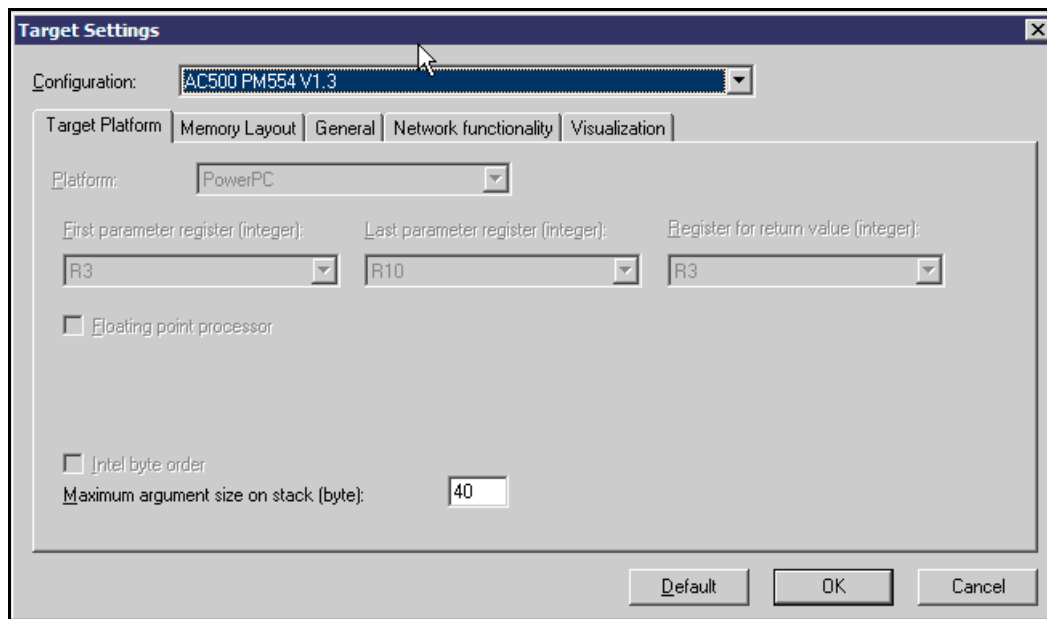 Target Settings
Configuration: AC500 PM554 V1.3
Target Platform Memory Layout General Network functionality Visualization
Platform: PowerPC
First parameter register (integer): Last parameter register (integer): Register for return value (integer):
R3 R10 R3
Floating point processor
Intel byte order
Maximum argument size on stack (byte): 40
Default OK Cancel